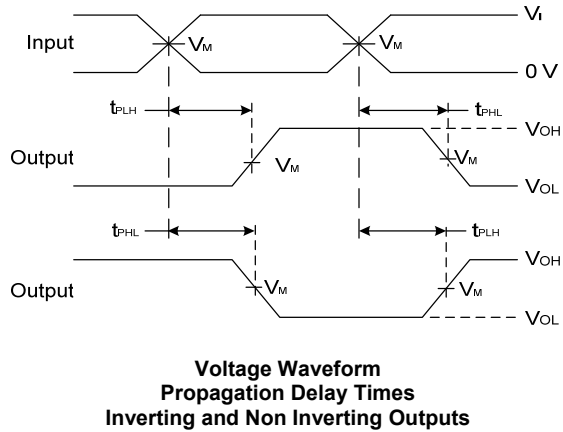 Input
VM
VM
VI
0 V
tPLH
tPHL
Output
VM
VM
VOH
VOL
tPHL
tPLH
Output
VM
VM
VOH
VOL
Voltage Waveform
Propagation Delay Times
Inverting and Non Inverting Outputs